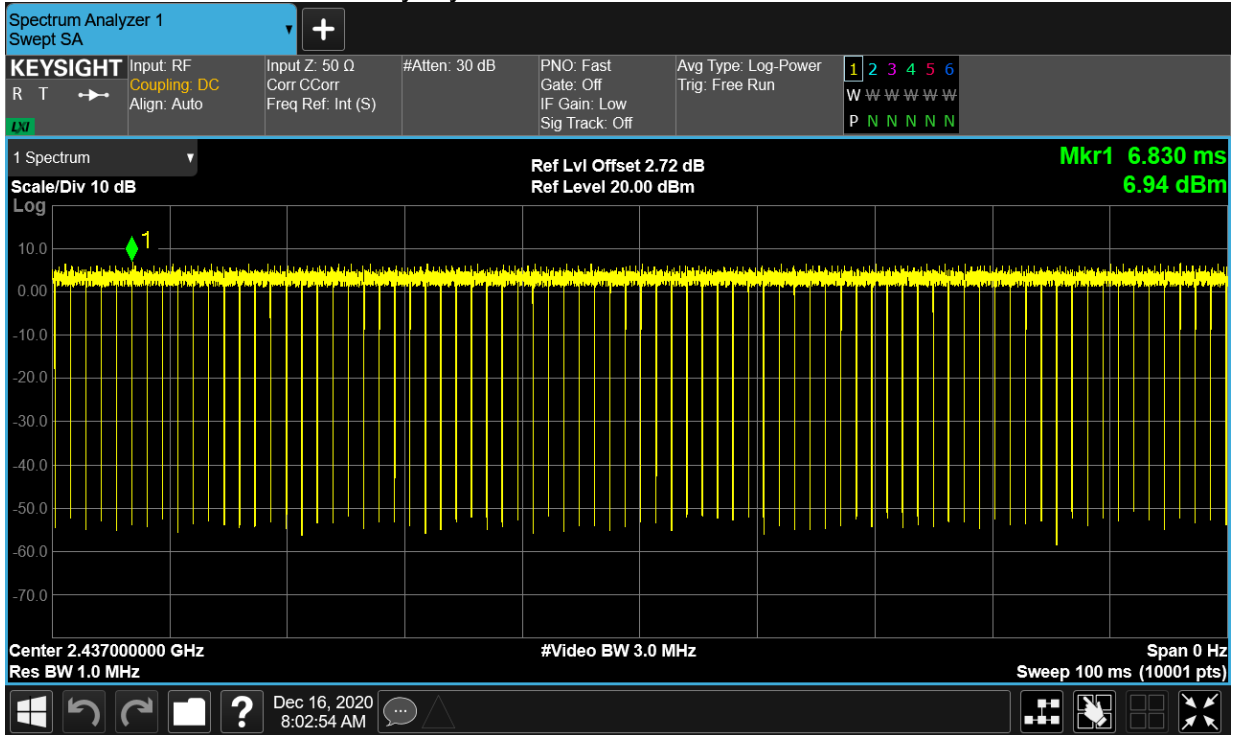 Spectrum Analyzer 1
Swept SA
+
KEYSIGHT
R T
LXI
Input: RF
Coupling: DC
Align: Auto
Input Z: 50 Ω
Corr CCorr
Freq Ref: Int (S)
#Atten: 30 dB
PNO: Fast
Gate: Off
IF Gain: Low
Sig Track: Off
Avg Type: Log-Power
Trig: Free Run
1 2 3 4 5 6
W W W W W W
P N N N N N
1 Spectrum
Scale/Div 10 dB
Log
Ref Lvl Offset 2.72 dB
Ref Level 20.00 dBm
Mkr1 6.830 ms
6.94 dBm
1
10.0
0.00
-10.0
-20.0
-30.0
-40.0
-50.0
-60.0
-70.0
Center 2.437000000 GHz
Res BW 1.0 MHz
#Video BW 3.0 MHz
Span 0 Hz
Sweep 100 ms (10001 pts)
?
Dec 16, 2020
8:02:54 AM